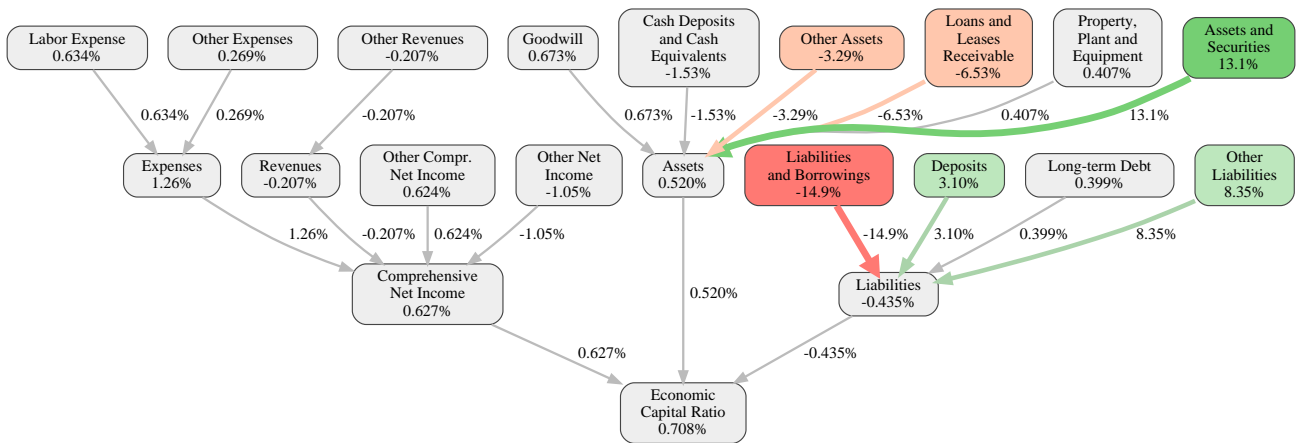 Labor Expense
0.634%
Other Expenses
0.269%
Other Revenues
-0.207%
Goodwill
0.673%
Cash Deposits
and Cash
Equivalents
-1.53%
Other Assets
-3.29%
Loans and
Leases
Receivable
-6.53%
Property,
Plant and
Equipment
0.407%
Assets and
Securities
13.1%
0.634%
0.269%
-0.207%
0.673%
-1.53%
-3.29%
-6.53%
0.407%
13.1%
Expenses
1.26%
Revenues
-0.207%
Other Compr.
Net Income
0.624%
Other Net
Income
-1.05%
Assets
0.520%
Liabilities
and Borrowings
-14.9%
Deposits
3.10%
Long-term Debt
0.399%
Other
Liabilities
8.35%
1.26%
-0.207%
0.624%
-1.05%
-14.9%
3.10%
0.399%
8.35%
Comprehensive
Net Income
0.627%
0.520%
Liabilities
-0.435%
0.627%
-0.435%
Economic
Capital Ratio
0.708%